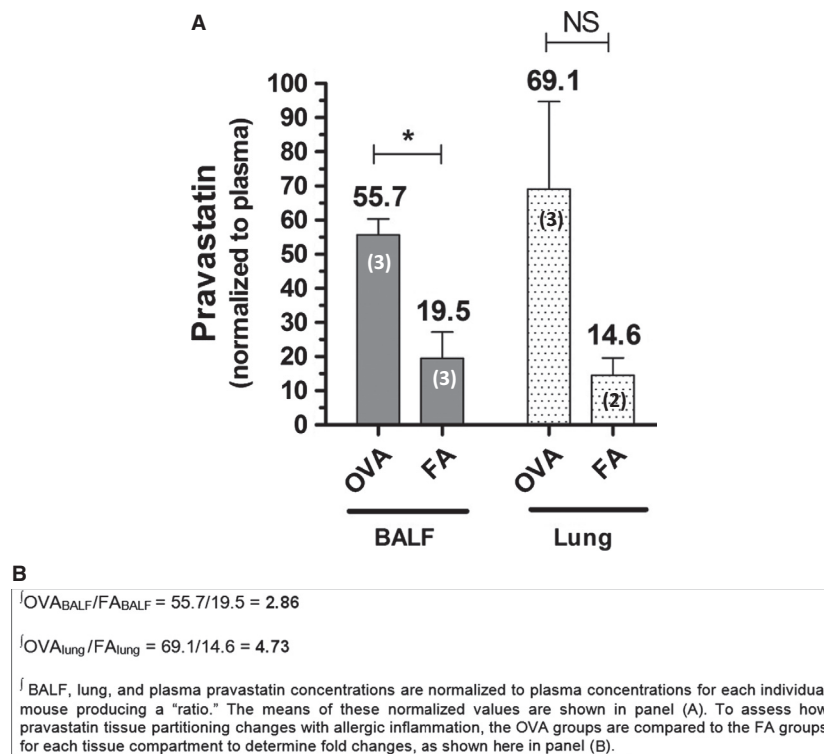 A
NS
69.1
100
90
80
70
60
50
40
30
20
10
0
Pravastatin
(normalized to plasma)
*
55.7
(3)
19.5
(3)
(3)
14.6
(2)
OVA
FA
OVA
FA
BALF
Lung
B
∫OVABALF/FABALF = 55.7/19.5 = 2.86
∫OVAlung/FAlung = 69.1/14.6 = 4.73
∫ BALF, lung, and plasma pravastatin concentrations are normalized to plasma concentrations for each individua
mouse producing a “ratio.” The means of these normalized values are shown in panel (A). To assess how
pravastatin tissue partitioning changes with allergic inflammation, the OVA groups are compared to the FA groups
for each tissue compartment to determine fold changes, as shown here in panel (B).